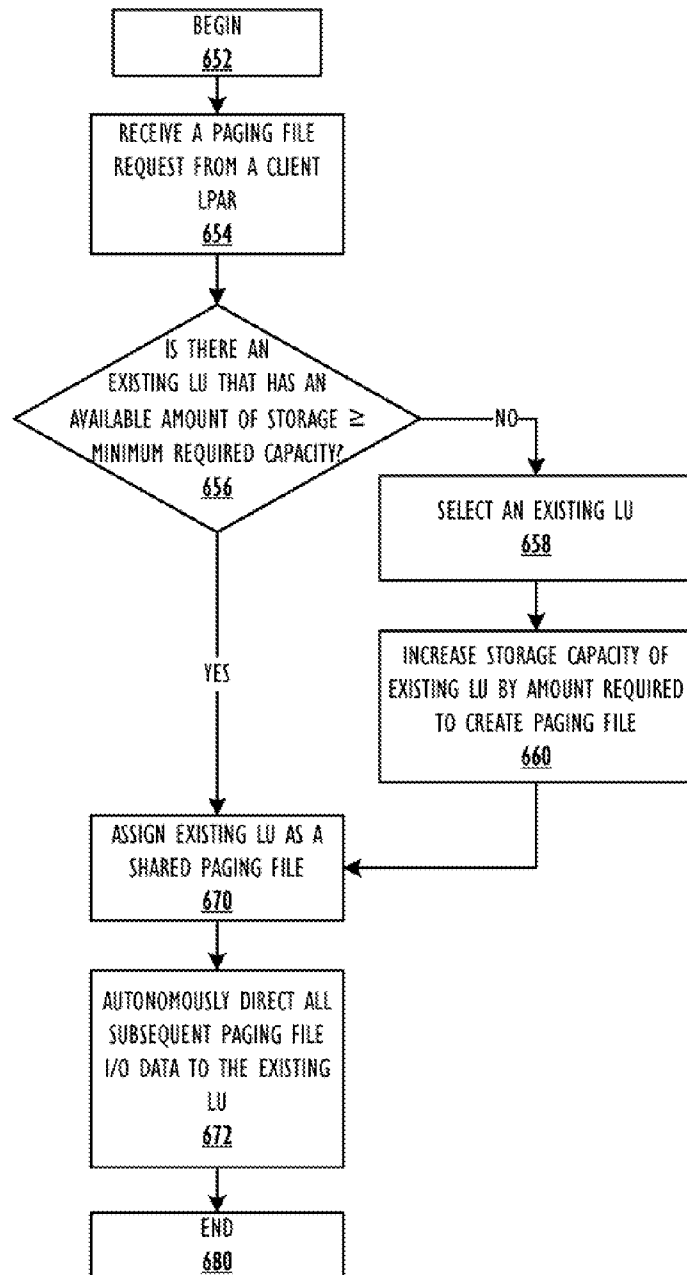 BEGIN
652
RECEIVE A PAGING FILE
REQUEST FROM A CLIENT
LPAR
654
IS THERE AN
EXISTING LU THAT HAS AN
AVAILABLE AMOUNT OF STORAGE ≥
MINIMUM REQUIRED CAPACITY?
656
NO
SELECT AN EXISTING LU
658
INCREASE STORAGE CAPACITY OF
EXISTING LU BY AMOUNT REQUIRED
TO CREATE PAGING FILE
660
YES
ASSIGN EXISTING LU AS A
SHARED PAGING FILE
670
AUTONOMOUSLY DIRECT ALL
SUBSEQUENT PAGING FILE
I/O DATA TO THE EXISTING
LU
672
END
680